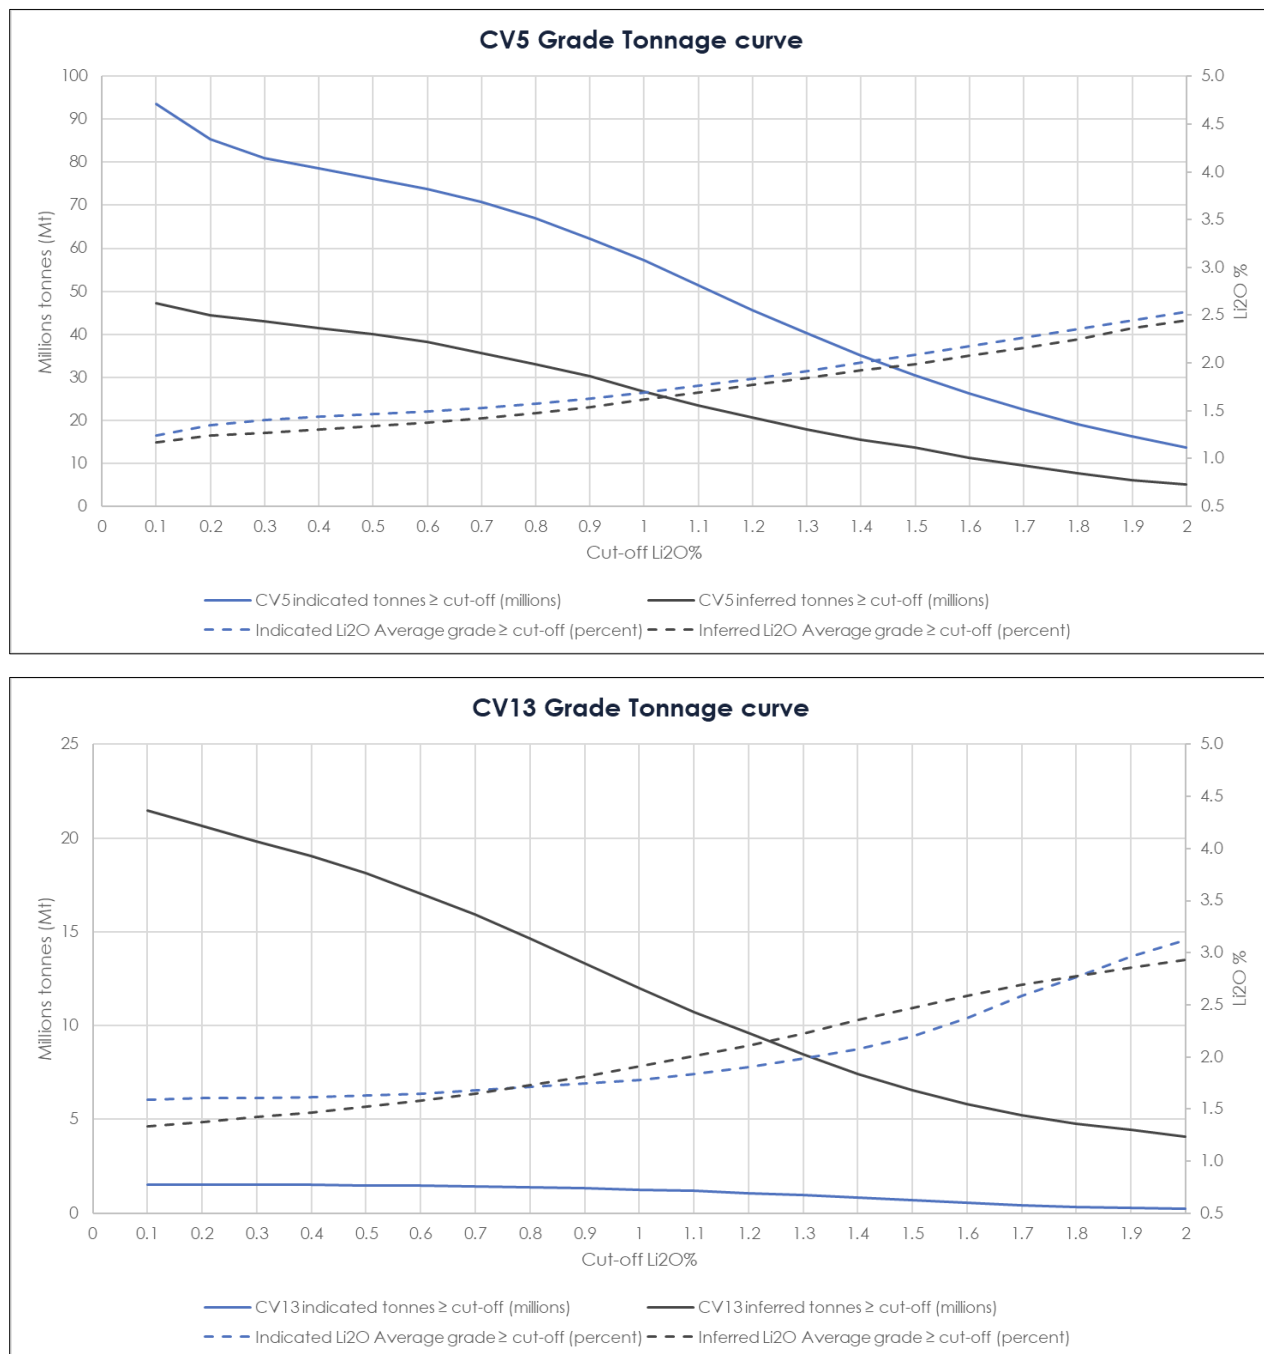 CV5 Grade Tonnage curve
100
90
80
70
60
50
40
30
20
10
0
Millions tonnes (Mt)
5.0
4.5
4.0
3.5
3.0
2.5
2.0
1.5
1.0
0.5
Li2O %
0 0.1 0.2 0.3 0.4 0.5 0.6 0.7 0.8 0.9 1 1.1 1.2 1.3 1.4 1.5 1.6 1.7 1.8 1.9 2
Cut-off Li2O%
CV5 indicated tonnes ≥ cut-off (millions) CV5 inferred tonnes ≥ cut-off (millions)
Indicated Li2O Average grade ≥ cut-off (percent) Inferred Li2O Average grade ≥ cut-off (percent)
CV13 Grade Tonnage curve
25
20
15
10
5
0
Millions tonnes (Mt)
5.0
4.5
4.0
3.5
3.0
2.5
2.0
1.5
1.0
0.5
Li2O %
0 0.1 0.2 0.3 0.4 0.5 0.6 0.7 0.8 0.9 1 1.1 1.2 1.3 1.4 1.5 1.6 1.7 1.8 1.9 2
Cut-off Li2O%
CV13 indicated tonnes ≥ cut-off (millions) CV13 inferred tonnes ≥ cut-off (millions)
Indicated Li2O Average grade ≥ cut-off (percent) Inferred Li2O Average grade ≥ cut-off (percent)